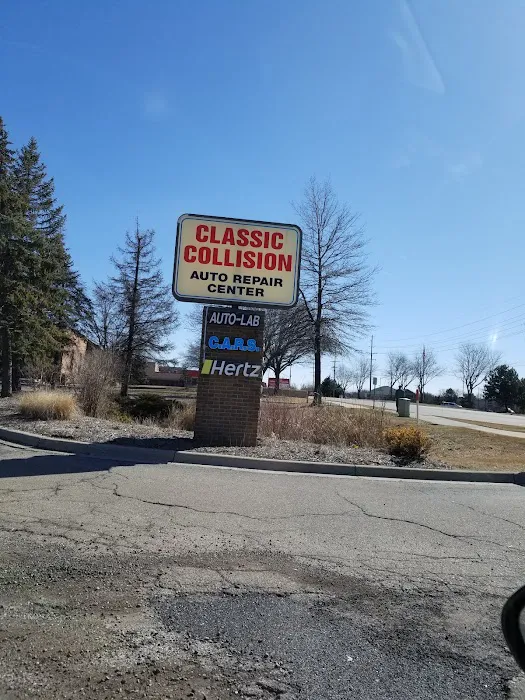 CLASSIC
COLLISION
AUTO REPAIR
CENTER
AUTO-LAB
C.A.R.S.
Hertz